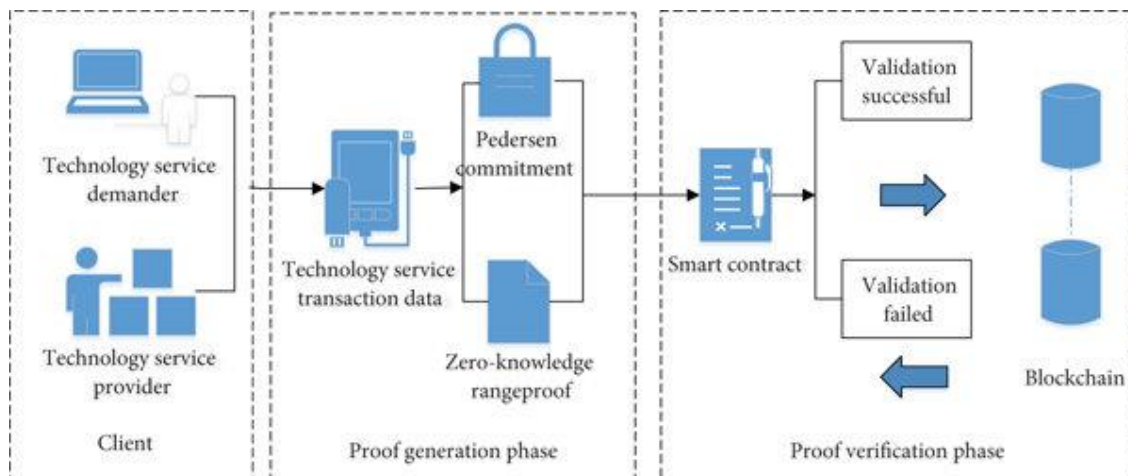 Technology service
demander
Technology service
provider
Client
Pedersen
commitment
Technology service
transaction data
Zero-knowledge
rangeproof
Proof generation phase
Smart contract
Validation
successful
Validation
failed
Blockchain
Proof verification phase